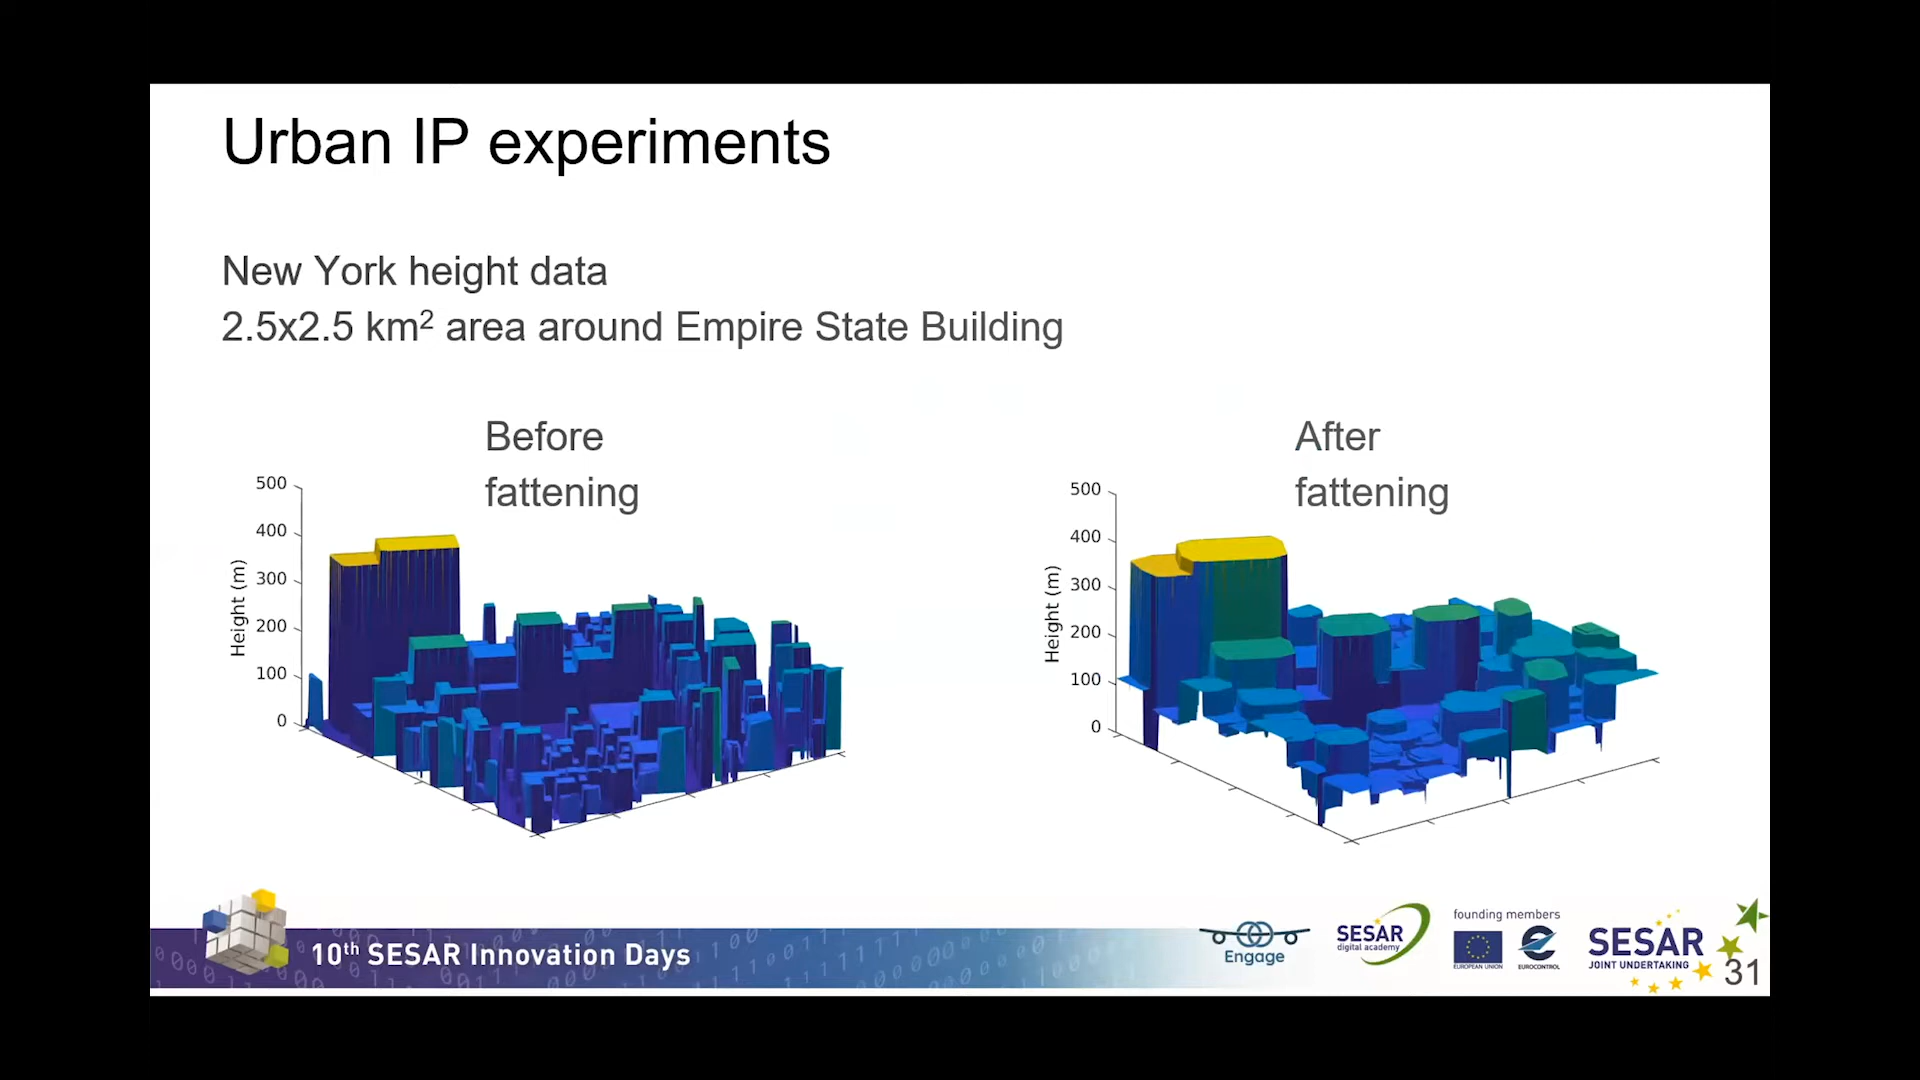 Urban IP experiments
New York height data
2.5x2.5 km² area around Empire State Building
Before
fattening
After
fattening
500
400
300
200
100
0
Height (m)
500
400
300
200
100
0
Height (m)
10th SESAR Innovation Days
Engage
SESAR
digital academy
founding members
EUROPEAN UNION
EUROCONTROL
SESAR
JOINT UNDERTAKING
31